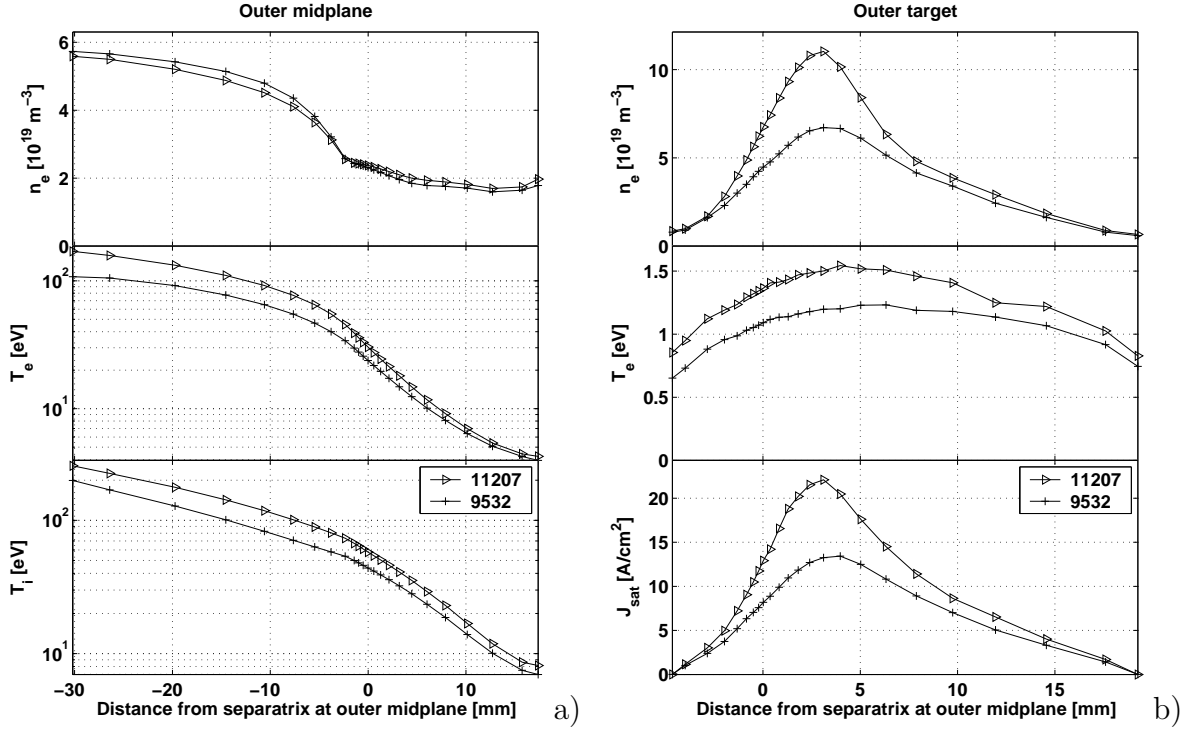 Outer midplane
6
4
2
0
n_e [10^19 m^−3]
10^2
10^1
T_e [eV]
10^2
10^1
T_i [eV]
11207
9532
−30 −20 −10 0 10
Distance from separatrix at outer midplane [mm]
a)
Outer target
10
5
0
n_e [10^19 m^−3]
1.5
1
0.5
0
T_e [eV]
20
15
10
5
0
J_sat [A/cm^2]
11207
9532
0 5 10 15
Distance from separatrix at outer midplane [mm]
b)